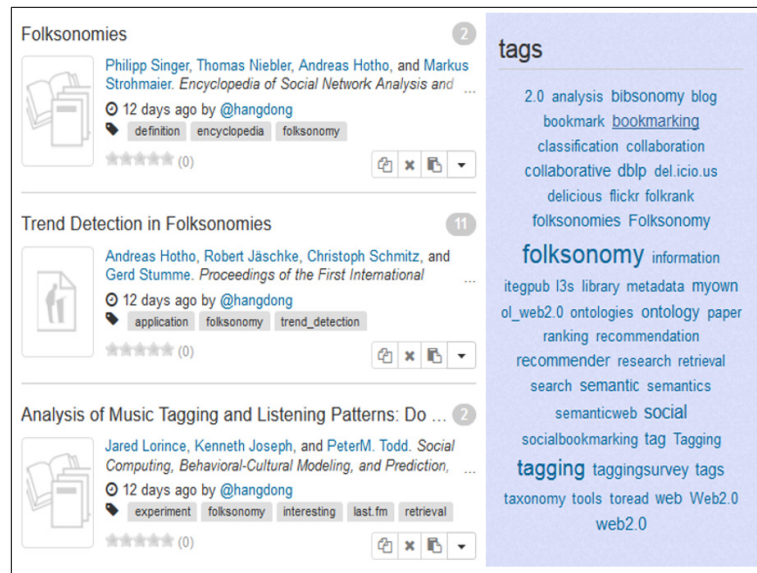 Folksonomies 2
Philipp Singer, Thomas Niebler, Andreas Hotho, and Markus
Strohmaier. Encyclopedia of Social Network Analysis and ...
12 days ago by @hangdong
definition encyclopedia folksonomy
(0)
Trend Detection in Folksonomies 11
Andreas Hotho, Robert Jäschke, Christoph Schmitz, and
Gerd Stumme. Proceedings of the First International ...
12 days ago by @hangdong
application folksonomy trend_detection
(0)
Analysis of Music Tagging and Listening Patterns: Do ... 2
Jared Lorince, Kenneth Joseph, and PeterM. Todd. Social
Computing, Behavioral-Cultural Modeling, and Prediction, ...
12 days ago by @hangdong
experiment folksonomy interesting last.fm retrieval
(0)
tags
2.0 analysis bibsonomy blog
bookmark bookmarking
classification collaboration
collaborative dblp del.icio.us
delicious flickr folkrank
folksonomies Folksonomy
folksonomy information
itegpub l3s library metadata myown
ol_web2.0 ontologies ontology paper
ranking recommendation
recommender research retrieval
search semantic semantics
semanticweb social
socialbookmarking tag Tagging
tagging taggingsurvey tags
taxonomy tools toread web Web2.0
web2.0